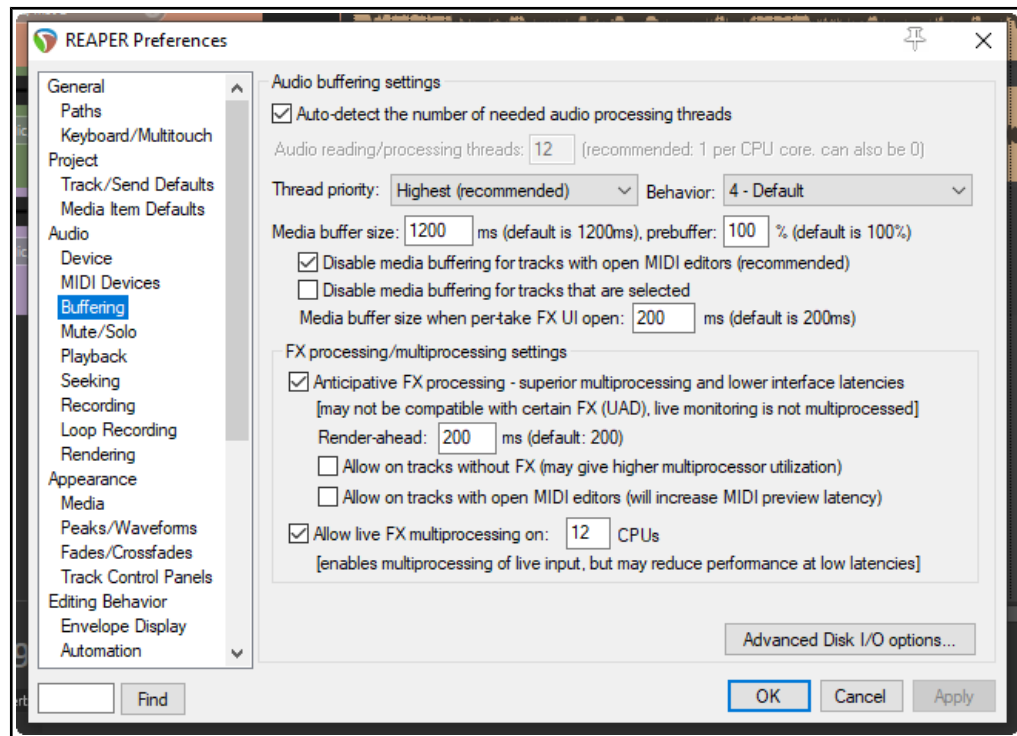 REAPER Preferences
General
Paths
Keyboard/Multitouch
Project
Track/Send Defaults
Media Item Defaults
Audio
Device
MIDI Devices
Buffering
Mute/Solo
Playback
Seeking
Recording
Loop Recording
Rendering
Appearance
Media
Peaks/Waveforms
Fades/Crossfades
Track Control Panels
Editing Behavior
Envelope Display
Automation
Find
Audio buffering settings
Auto-detect the number of needed audio processing threads
Audio reading/processing threads: 12 (recommended: 1 per CPU core. can also be 0)
Thread priority: Highest (recommended) Behavior: 4 - Default
Media buffer size: 1200 ms (default is 1200ms), prebuffer: 100 % (default is 100%)
Disable media buffering for tracks with open MIDI editors (recommended)
Disable media buffering for tracks that are selected
Media buffer size when per-take FX UI open: 200 ms (default is 200ms)
FX processing/multiprocessing settings
Anticipative FX processing - superior multiprocessing and lower interface latencies
[may not be compatible with certain FX (UAD), live monitoring is not multiprocessed]
Render-ahead: 200 ms (default: 200)
Allow on tracks without FX (may give higher multiprocessor utilization)
Allow on tracks with open MIDI editors (will increase MIDI preview latency)
Allow live FX multiprocessing on: 12 CPUs
[enables multiprocessing of live input, but may reduce performance at low latencies]
Advanced Disk I/O options...
OK Cancel Apply